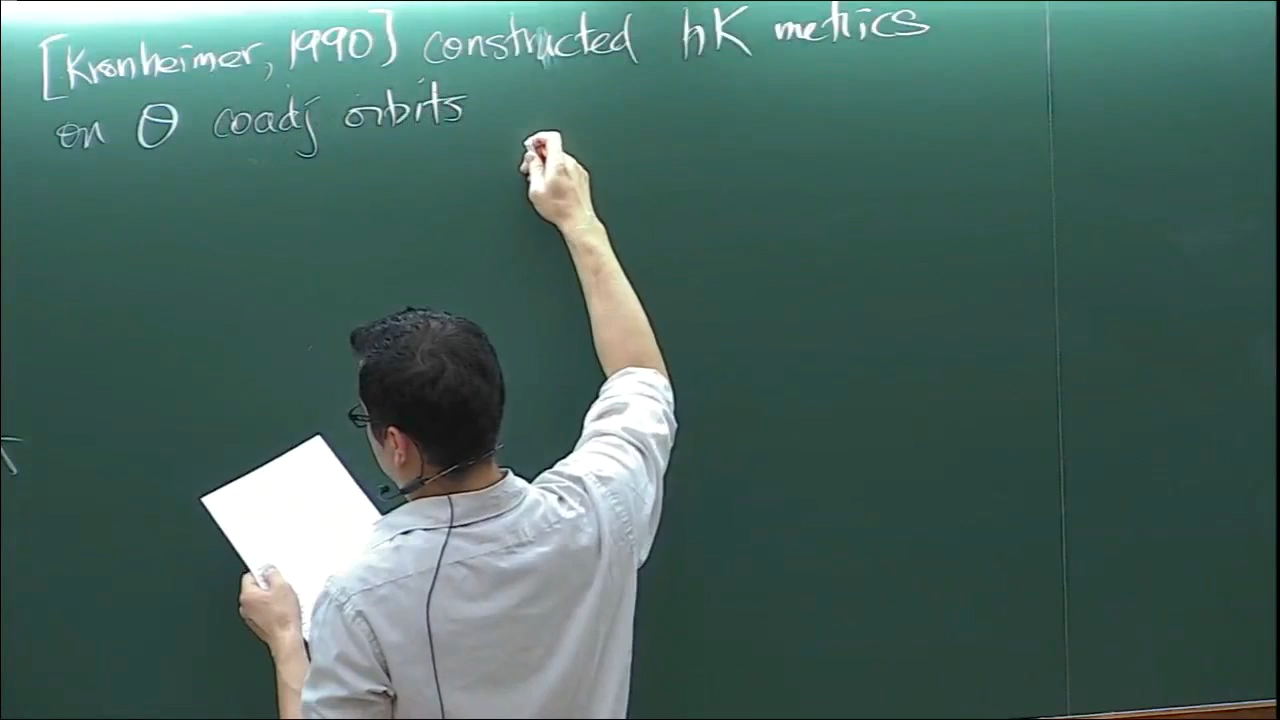 [Kronheimer, 1990] constructed hK metrics
on O coadj orbits